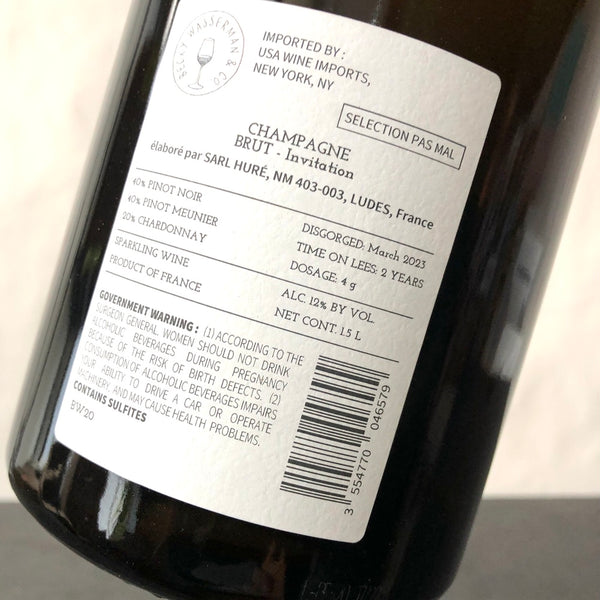 BECKY WASSERMAN & CO
IMPORTED BY :
USA WINE IMPORTS,
NEW YORK, NY
SELECTION PAS MAL
CHAMPAGNE
BRUT - Invitation
élaboré par SARL HURÉ, NM 403-003, LUDES, France
40% PINOT NOIR
40% PINOT MEUNIER
20% CHARDONNAY
DISGORGED: March 2023
TIME ON LEES: 2 YEARS
DOSAGE: 4 g
SPARKLING WINE
PRODUCT OF FRANCE
ALC. 12% BY VOL.
NET CONT. 1.5 L
GOVERNMENT WARNING : (1) ACCORDING TO THE
SURGEON GENERAL, WOMEN SHOULD NOT DRINK
ALCOHOLIC BEVERAGES DURING PREGNANCY
BECAUSE OF THE RISK OF BIRTH DEFECTS. (2)
CONSUMPTION OF ALCOHOLIC BEVERAGES IMPAIRS
YOUR ABILITY TO DRIVE A CAR OR OPERATE
MACHINERY, AND MAY CAUSE HEALTH PROBLEMS.
CONTAINS SULFITES
BW/20
3 554770 046579